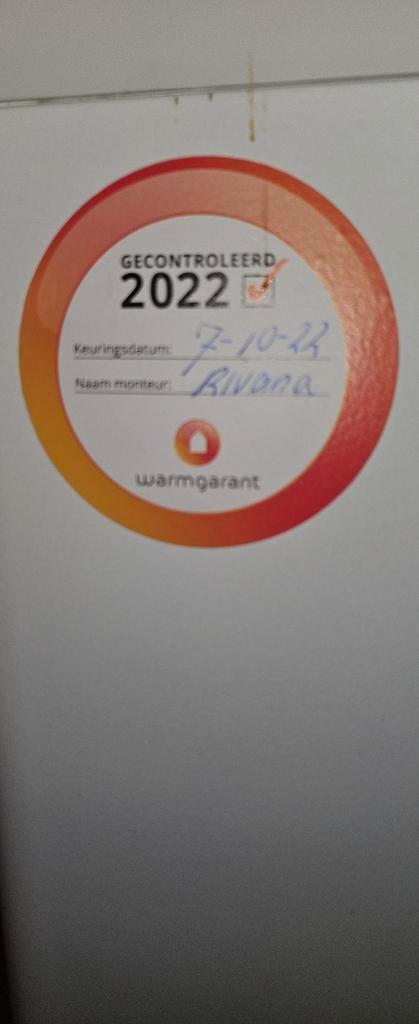 GECONTROLEERD
2022
Keuringsdatum: 7-10-22
Naam monteur: Rivana
warmgarant